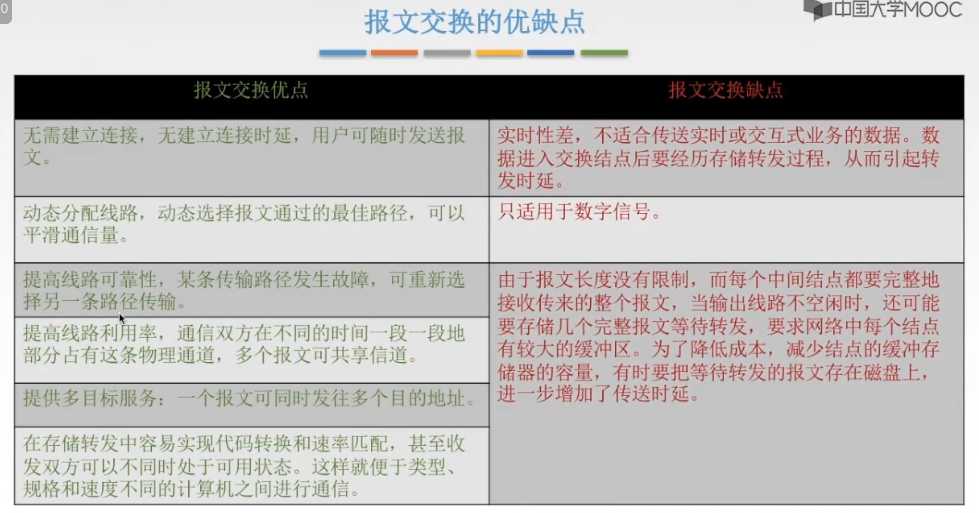 0
报文交换的优缺点
中国大学MOOC
报文交换优点
报文交换缺点
无需建立连接，无建立连接时延，用户可随时发送报
文。
实时性差，不适合传送实时或交互式业务的数据。数
据进入交换结点后要经历存储转发过程，从而引起转
发时延。
动态分配线路，动态选择报文通过的最佳路径，可以
平滑通信量。
只适用于数字信号。
提高线路可靠性，某条传输路径发生故障，可重新选
择另一条路径传输。
提高线路利用率，通信双方在不同的时间一段一段地
部分占有这条物理通道，多个报文可共享信道。
提供多目标服务：一个报文可同时发往多个目的地址。
在存储转发中容易实现代码转换和速率匹配，甚至收
发双方可以不同时处于可用状态。这样就便于类型、
规格和速度不同的计算机之间进行通信。
由于报文长度没有限制，而每个中间结点都要完整地
接收传来的整个报文，当输出线路不空闲时，还可能
要存储几个完整报文等待转发，要求网络中每个结点
有较大的缓冲区。为了降低成本，减少结点的缓冲存
储器的容量，有时要把等待转发的报文存在磁盘上，
进一步增加了传送时延。